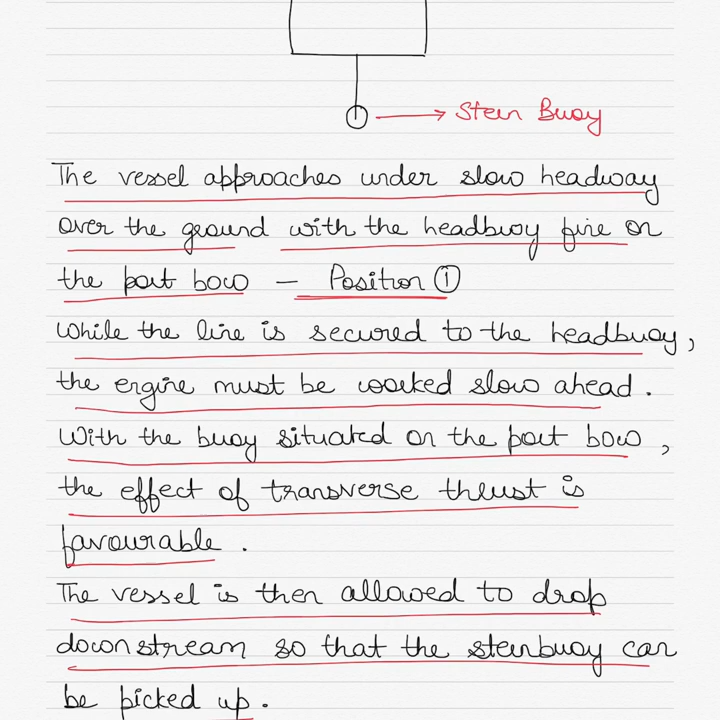 Stern Buoy
The vessel approaches under slow headway
over the ground with the headbuoy fine on
the port bow — Position ①
While the line is secured to the headbuoy,
the engine must be worked slow ahead.
With the buoy situated on the port bow,
the effect of transverse thrust is
favourable.
The vessel is then allowed to drop
downstream so that the sternbuoy can
be picked up.